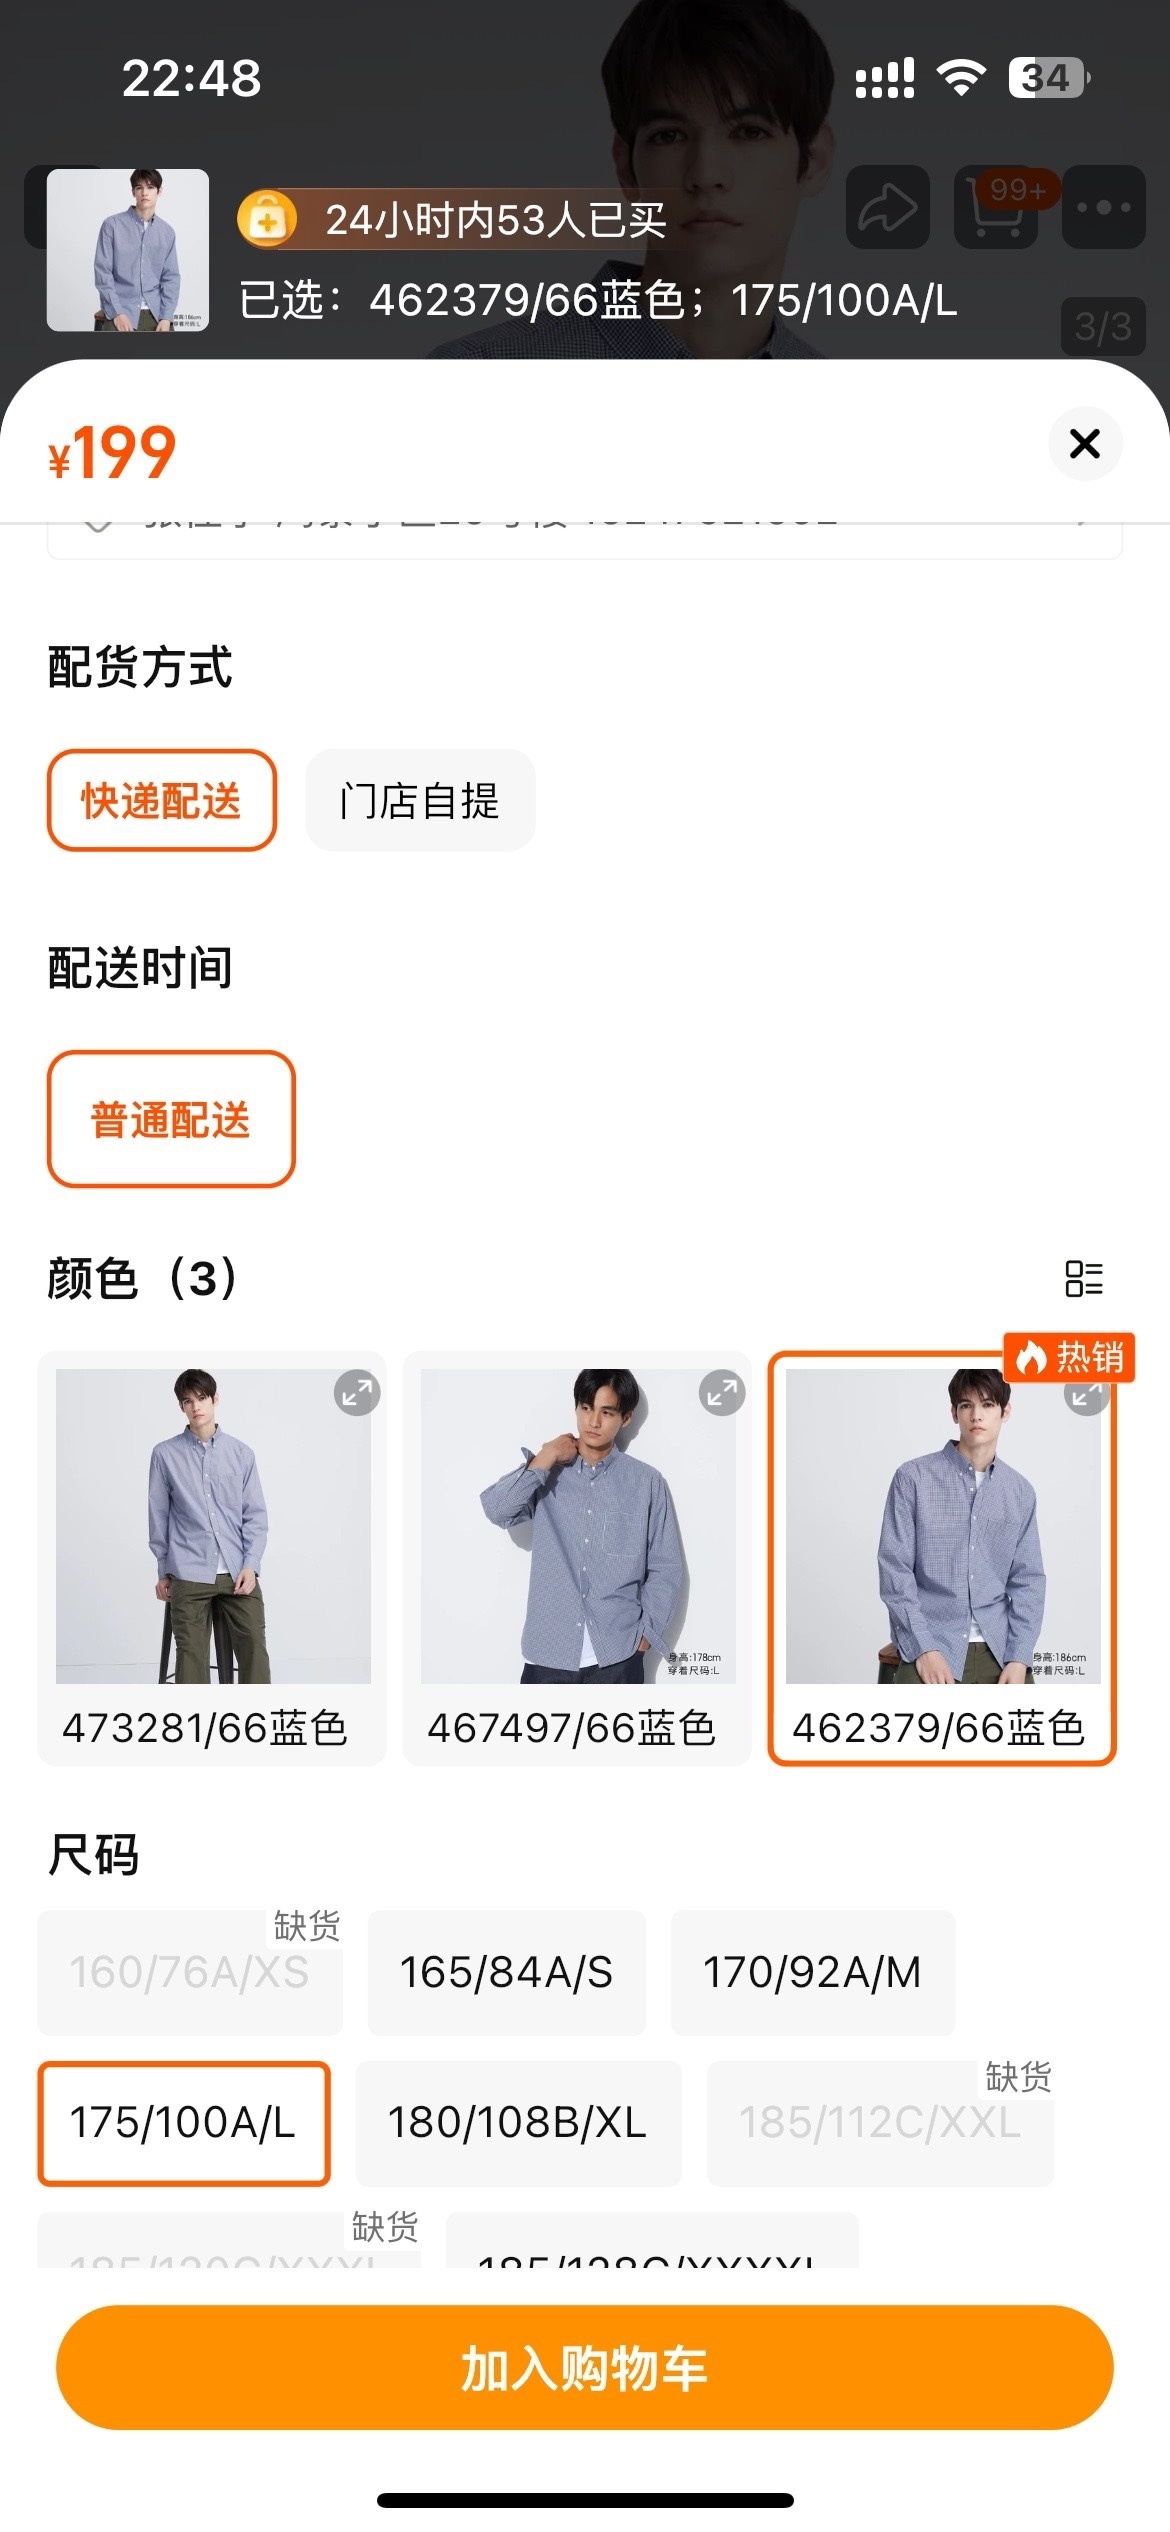 22:48
34
24小时内53人已买
99+
已选：462379/66蓝色；175/100A/L
3/3
¥199
配货方式
快递配送 门店自提
配送时间
普通配送
颜色（3）
热销
身高:178cm
穿着尺码:L
身高:186cm
穿着尺码:L
473281/66蓝色 467497/66蓝色 462379/66蓝色
尺码
缺货
160/76A/XS 165/84A/S 170/92A/M
缺货
175/100A/L 180/108B/XL 185/112C/XXL
缺货
加入购物车